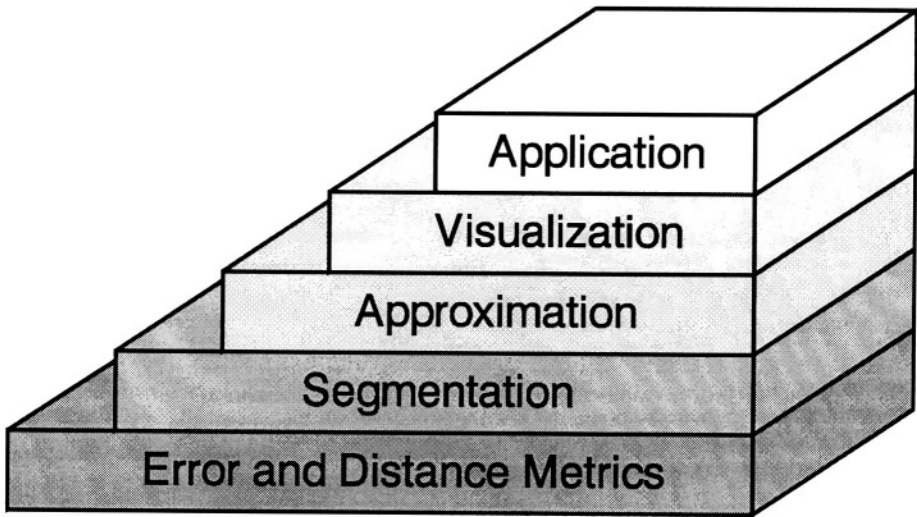 Application
Visualization
Approximation
Segmentation
Error and Distance Metrics